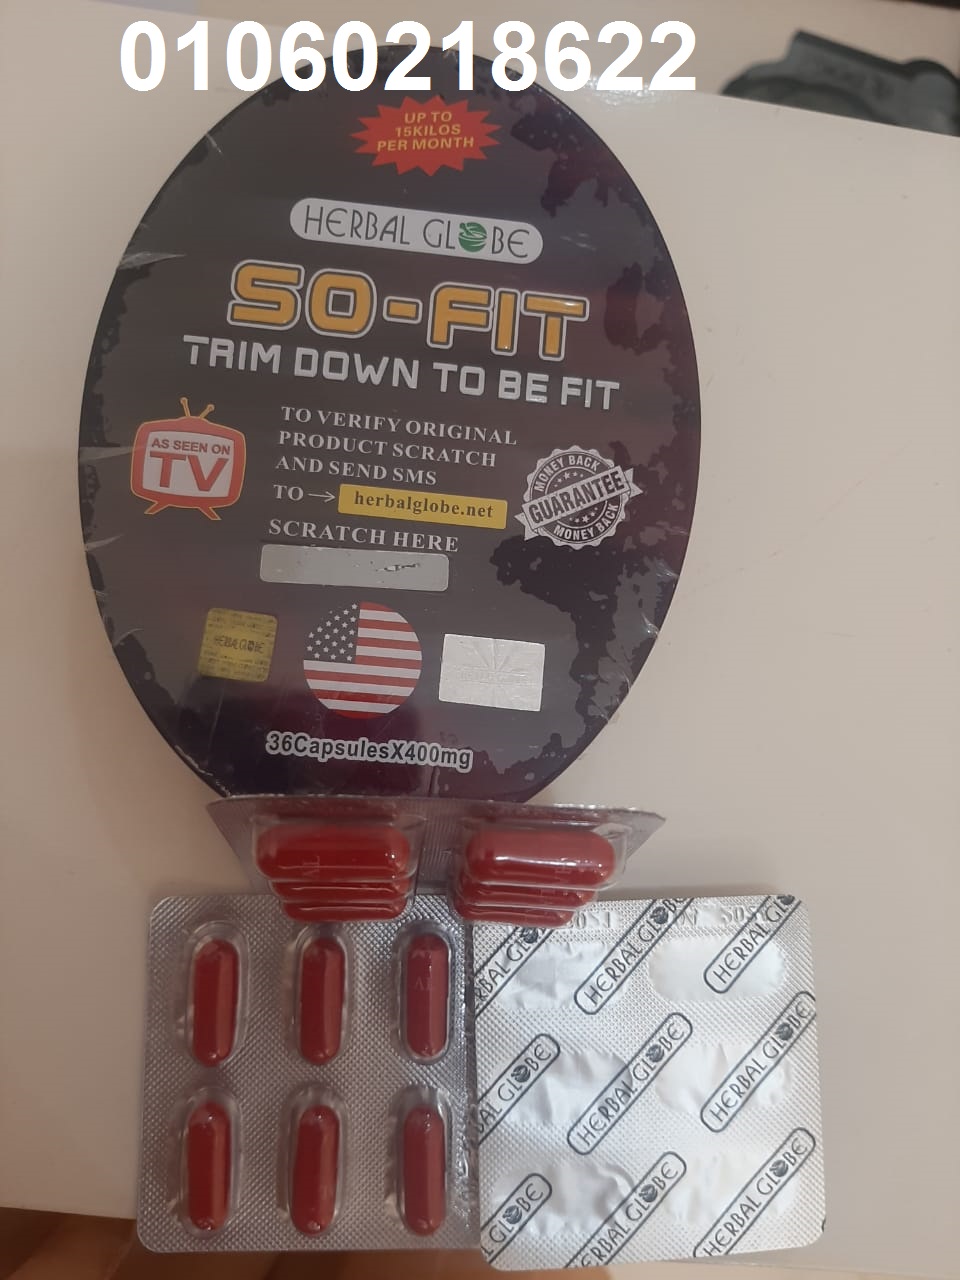 01060218622
UP TO
15KILOS
PER MONTH
HERBAL GLOBE
SO-FIT
TRIM DOWN TO BE FIT
AS SEEN ON
TV
TO VERIFY ORIGINAL
PRODUCT SCRATCH
AND SEND SMS
TO → herbalglobe.net
SCRATCH HERE
MONEY BACK
GUARANTEE
MONEY BACK
HERBAL GLOBE
36CapsulesX400mg
AL
AL
HERBAL GLOBE
HERBAL GLOBE
HERBAL GLOBE
HERBAL GLOBE
HERBAL GLOBE
HERBAL GLOBE